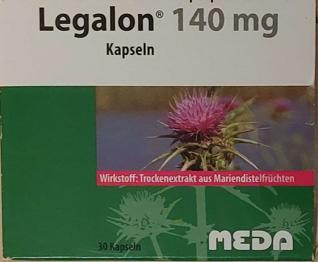 Legalon® 140 mg
Kapseln
Wirkstoff: Trockenextrakt aus Mariendistelfrüchten
30 Kapseln
MEDA